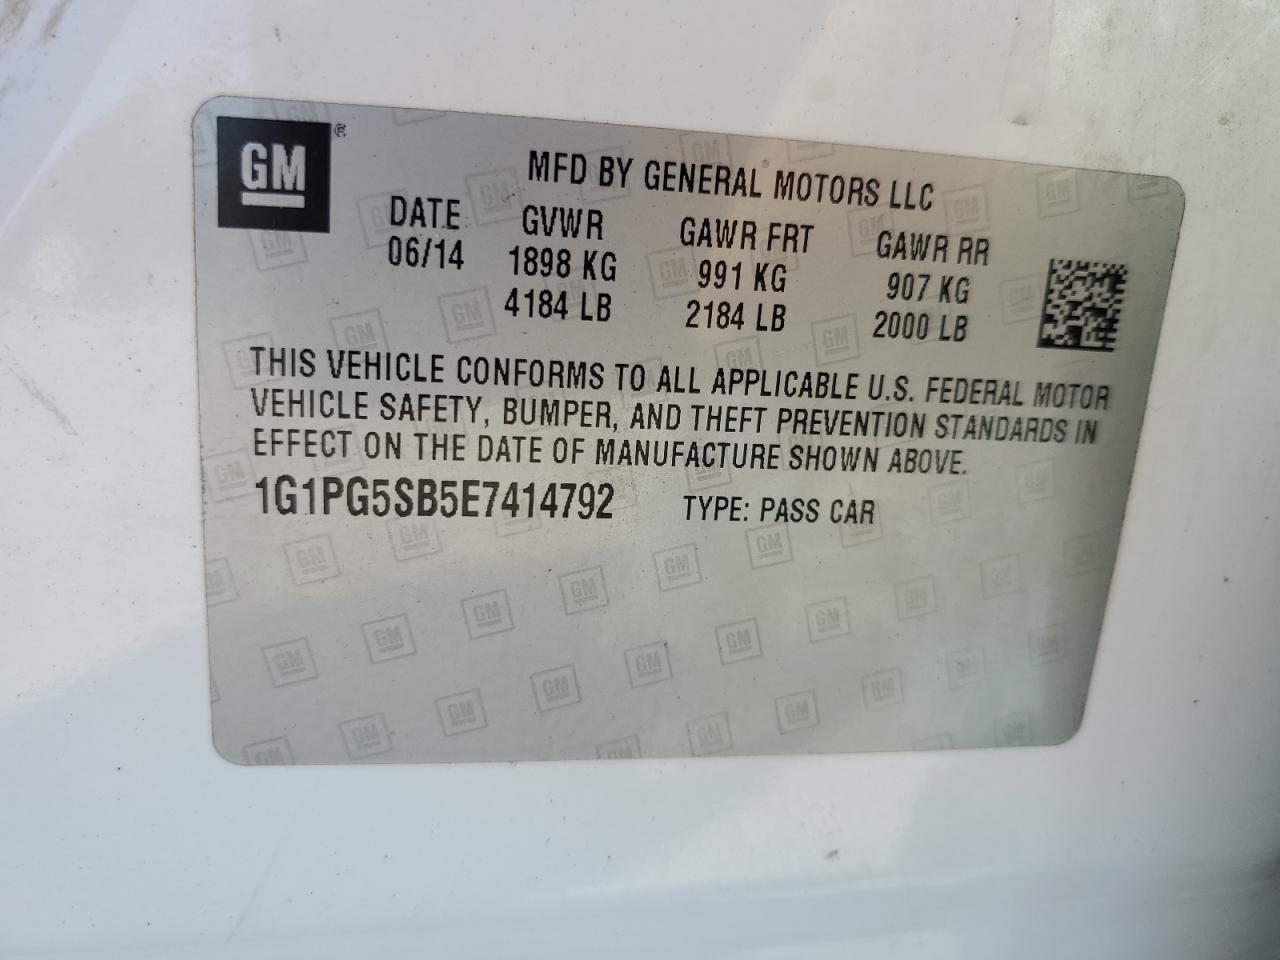 GM ®
MFD BY GENERAL MOTORS LLC
DATE GVWR GAWR FRT GAWR RR
06/14 1898 KG 991 KG 907 KG
4184 LB 2184 LB 2000 LB
THIS VEHICLE CONFORMS TO ALL APPLICABLE U.S. FEDERAL MOTOR
VEHICLE SAFETY, BUMPER, AND THEFT PREVENTION STANDARDS IN
EFFECT ON THE DATE OF MANUFACTURE SHOWN ABOVE.
1G1PG5SB5E7414792 TYPE: PASS CAR